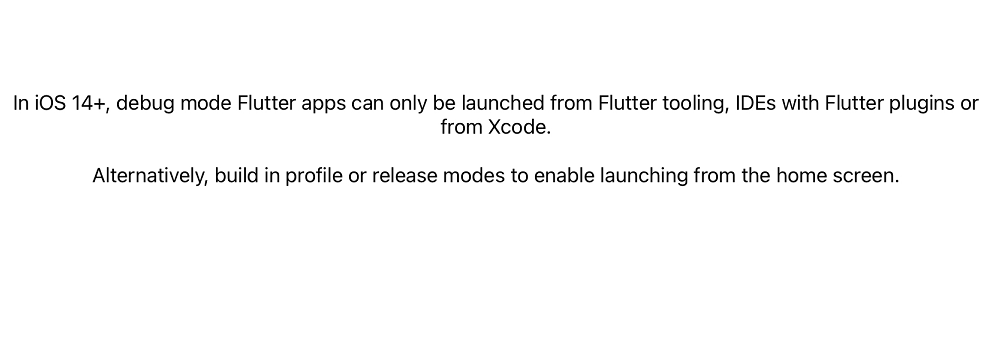 In iOS 14+, debug mode Flutter apps can only be launched from Flutter tooling, IDEs with Flutter plugins or
from Xcode.
Alternatively, build in profile or release modes to enable launching from the home screen.